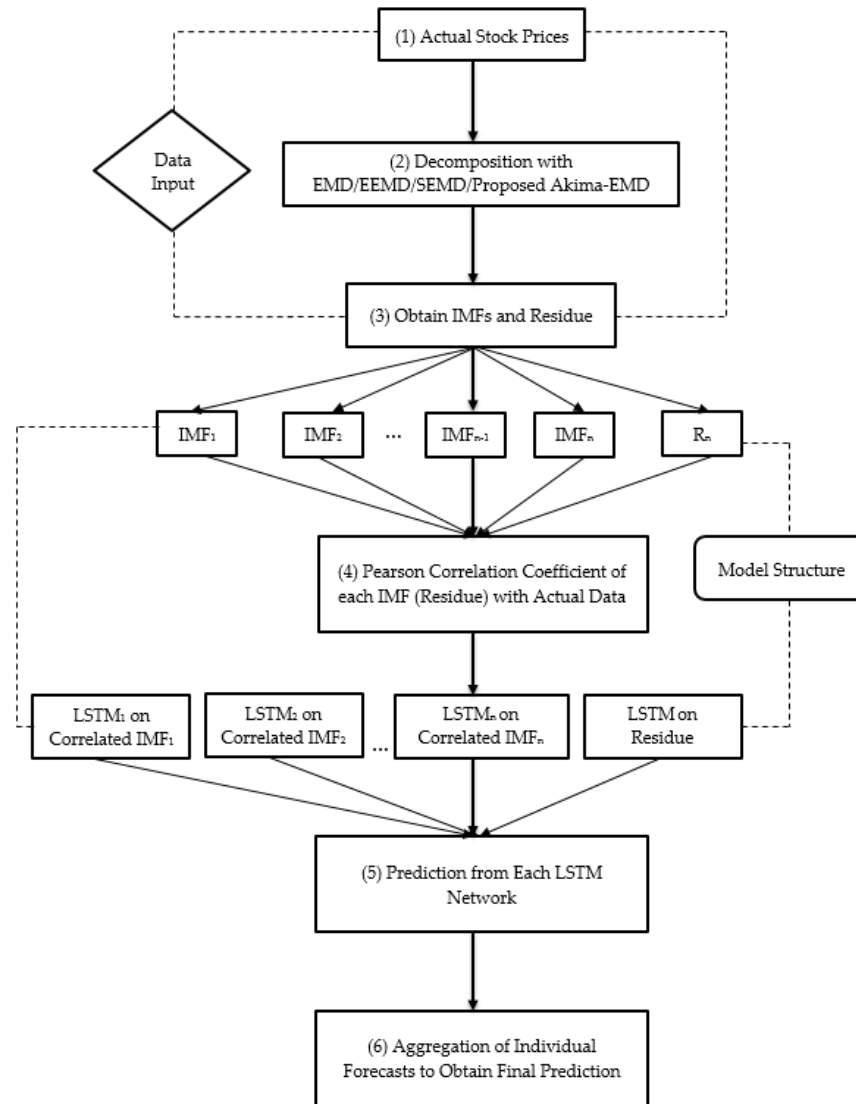 (1) Actual Stock Prices
Data
Input
(2) Decomposition with
EMD/EEMD/SEMD/Proposed Akima-EMD
(3) Obtain IMFs and Residue
IMF₁
IMF₂
...
IMFₙ₋₁
IMFₙ
Rₙ
(4) Pearson Correlation Coefficient of
each IMF (Residue) with Actual Data
Model Structure
LSTM₁ on
Correlated IMF₁
LSTM₂ on
Correlated IMF₂
...
LSTMₙ on
Correlated IMFₙ
LSTM on
Residue
(5) Prediction from Each LSTM
Network
(6) Aggregation of Individual
Forecasts to Obtain Final Prediction